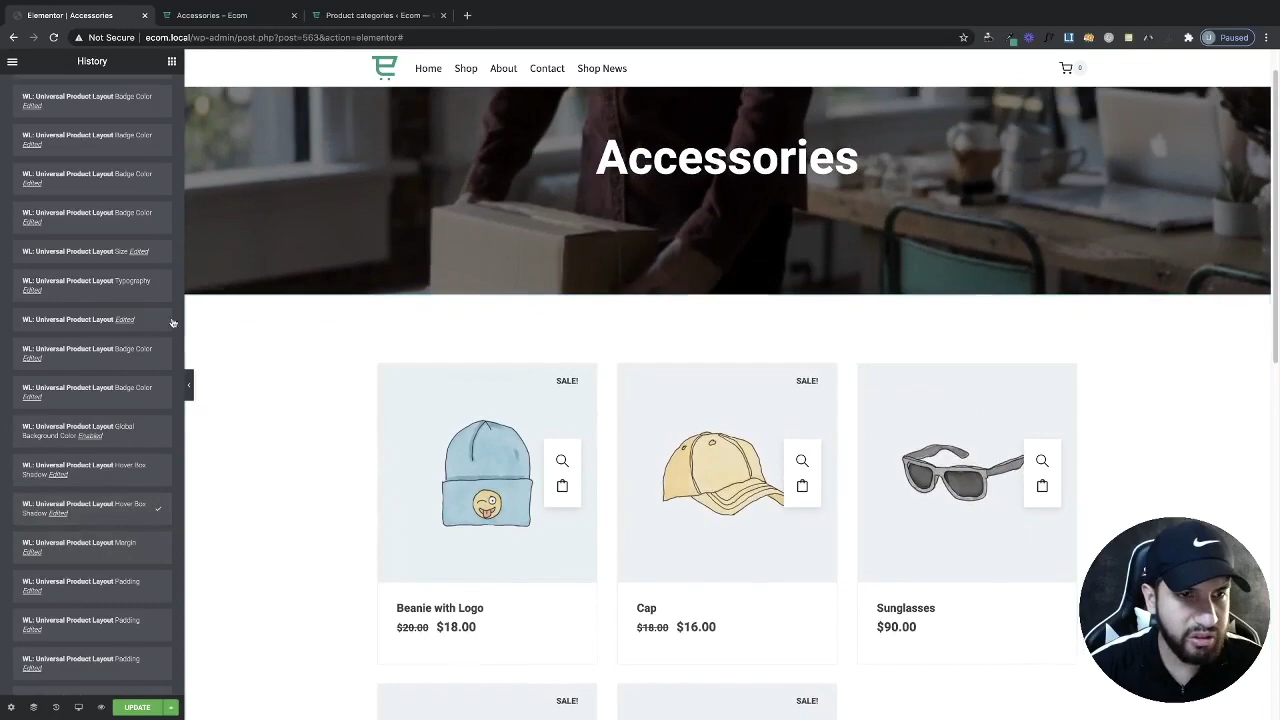 Elementor | Accessories
Accessories – Ecom
Product categories ‹ Ecom —
Not Secure
ecom.local/wp-admin/post.php?post=563&action=elementor#
Paused
History
WL: Universal Product Layout Badge Color
Edited
WL: Universal Product Layout Badge Color
Edited
WL: Universal Product Layout Badge Color
Edited
WL: Universal Product Layout Badge Color
Edited
WL: Universal Product Layout Size Edited
WL: Universal Product Layout Typography
Edited
WL: Universal Product Layout Edited
WL: Universal Product Layout Badge Color
Edited
WL: Universal Product Layout Badge Color
Edited
WL: Universal Product Layout Global
Background Color Enabled
WL: Universal Product Layout Hover Box
Shadow Edited
WL: Universal Product Layout Hover Box
Shadow Edited
WL: Universal Product Layout Margin
Edited
WL: Universal Product Layout Padding
Edited
WL: Universal Product Layout Padding
Edited
WL: Universal Product Layout Padding
Edited
UPDATE
Home Shop About Contact Shop News
0
Accessories
SALE!
SALE!
Beanie with Logo
$20.00 $18.00
Cap
$18.00 $16.00
Sunglasses
$90.00
SALE!
SALE!